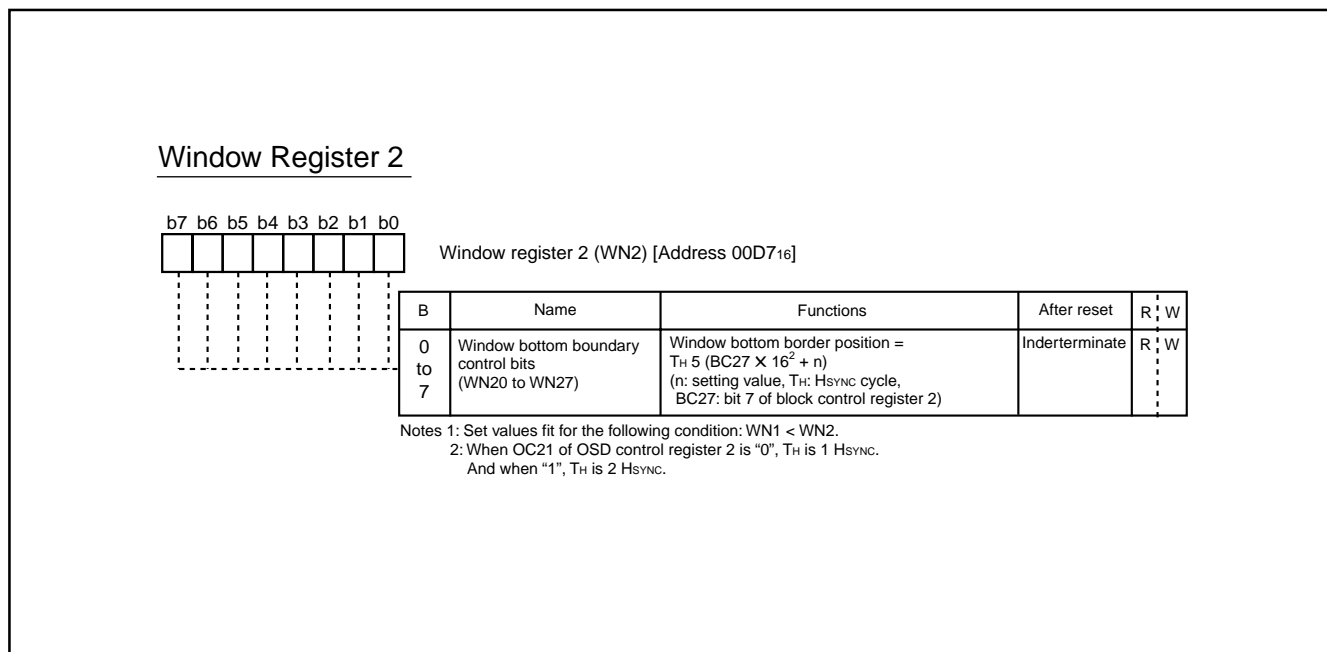 Window Register 2
b7 b6 b5 b4 b3 b2 b1 b0
Window register 2 (WN2) [Address 00D7₁₆]
B Name Functions After reset R W
0 to 7
Window bottom boundary
control bits
(WN20 to WN27)
Window bottom border position =
TH 5 (BC27 X 16² + n)
(n: setting value, TH: HSYNC cycle,
BC27: bit 7 of block control register 2)
Inderterminate R W
Notes 1: Set values fit for the following condition: WN1 < WN2.
2: When OC21 of OSD control register 2 is “0”, TH is 1 HSYNC.
And when “1”, TH is 2 HSYNC.